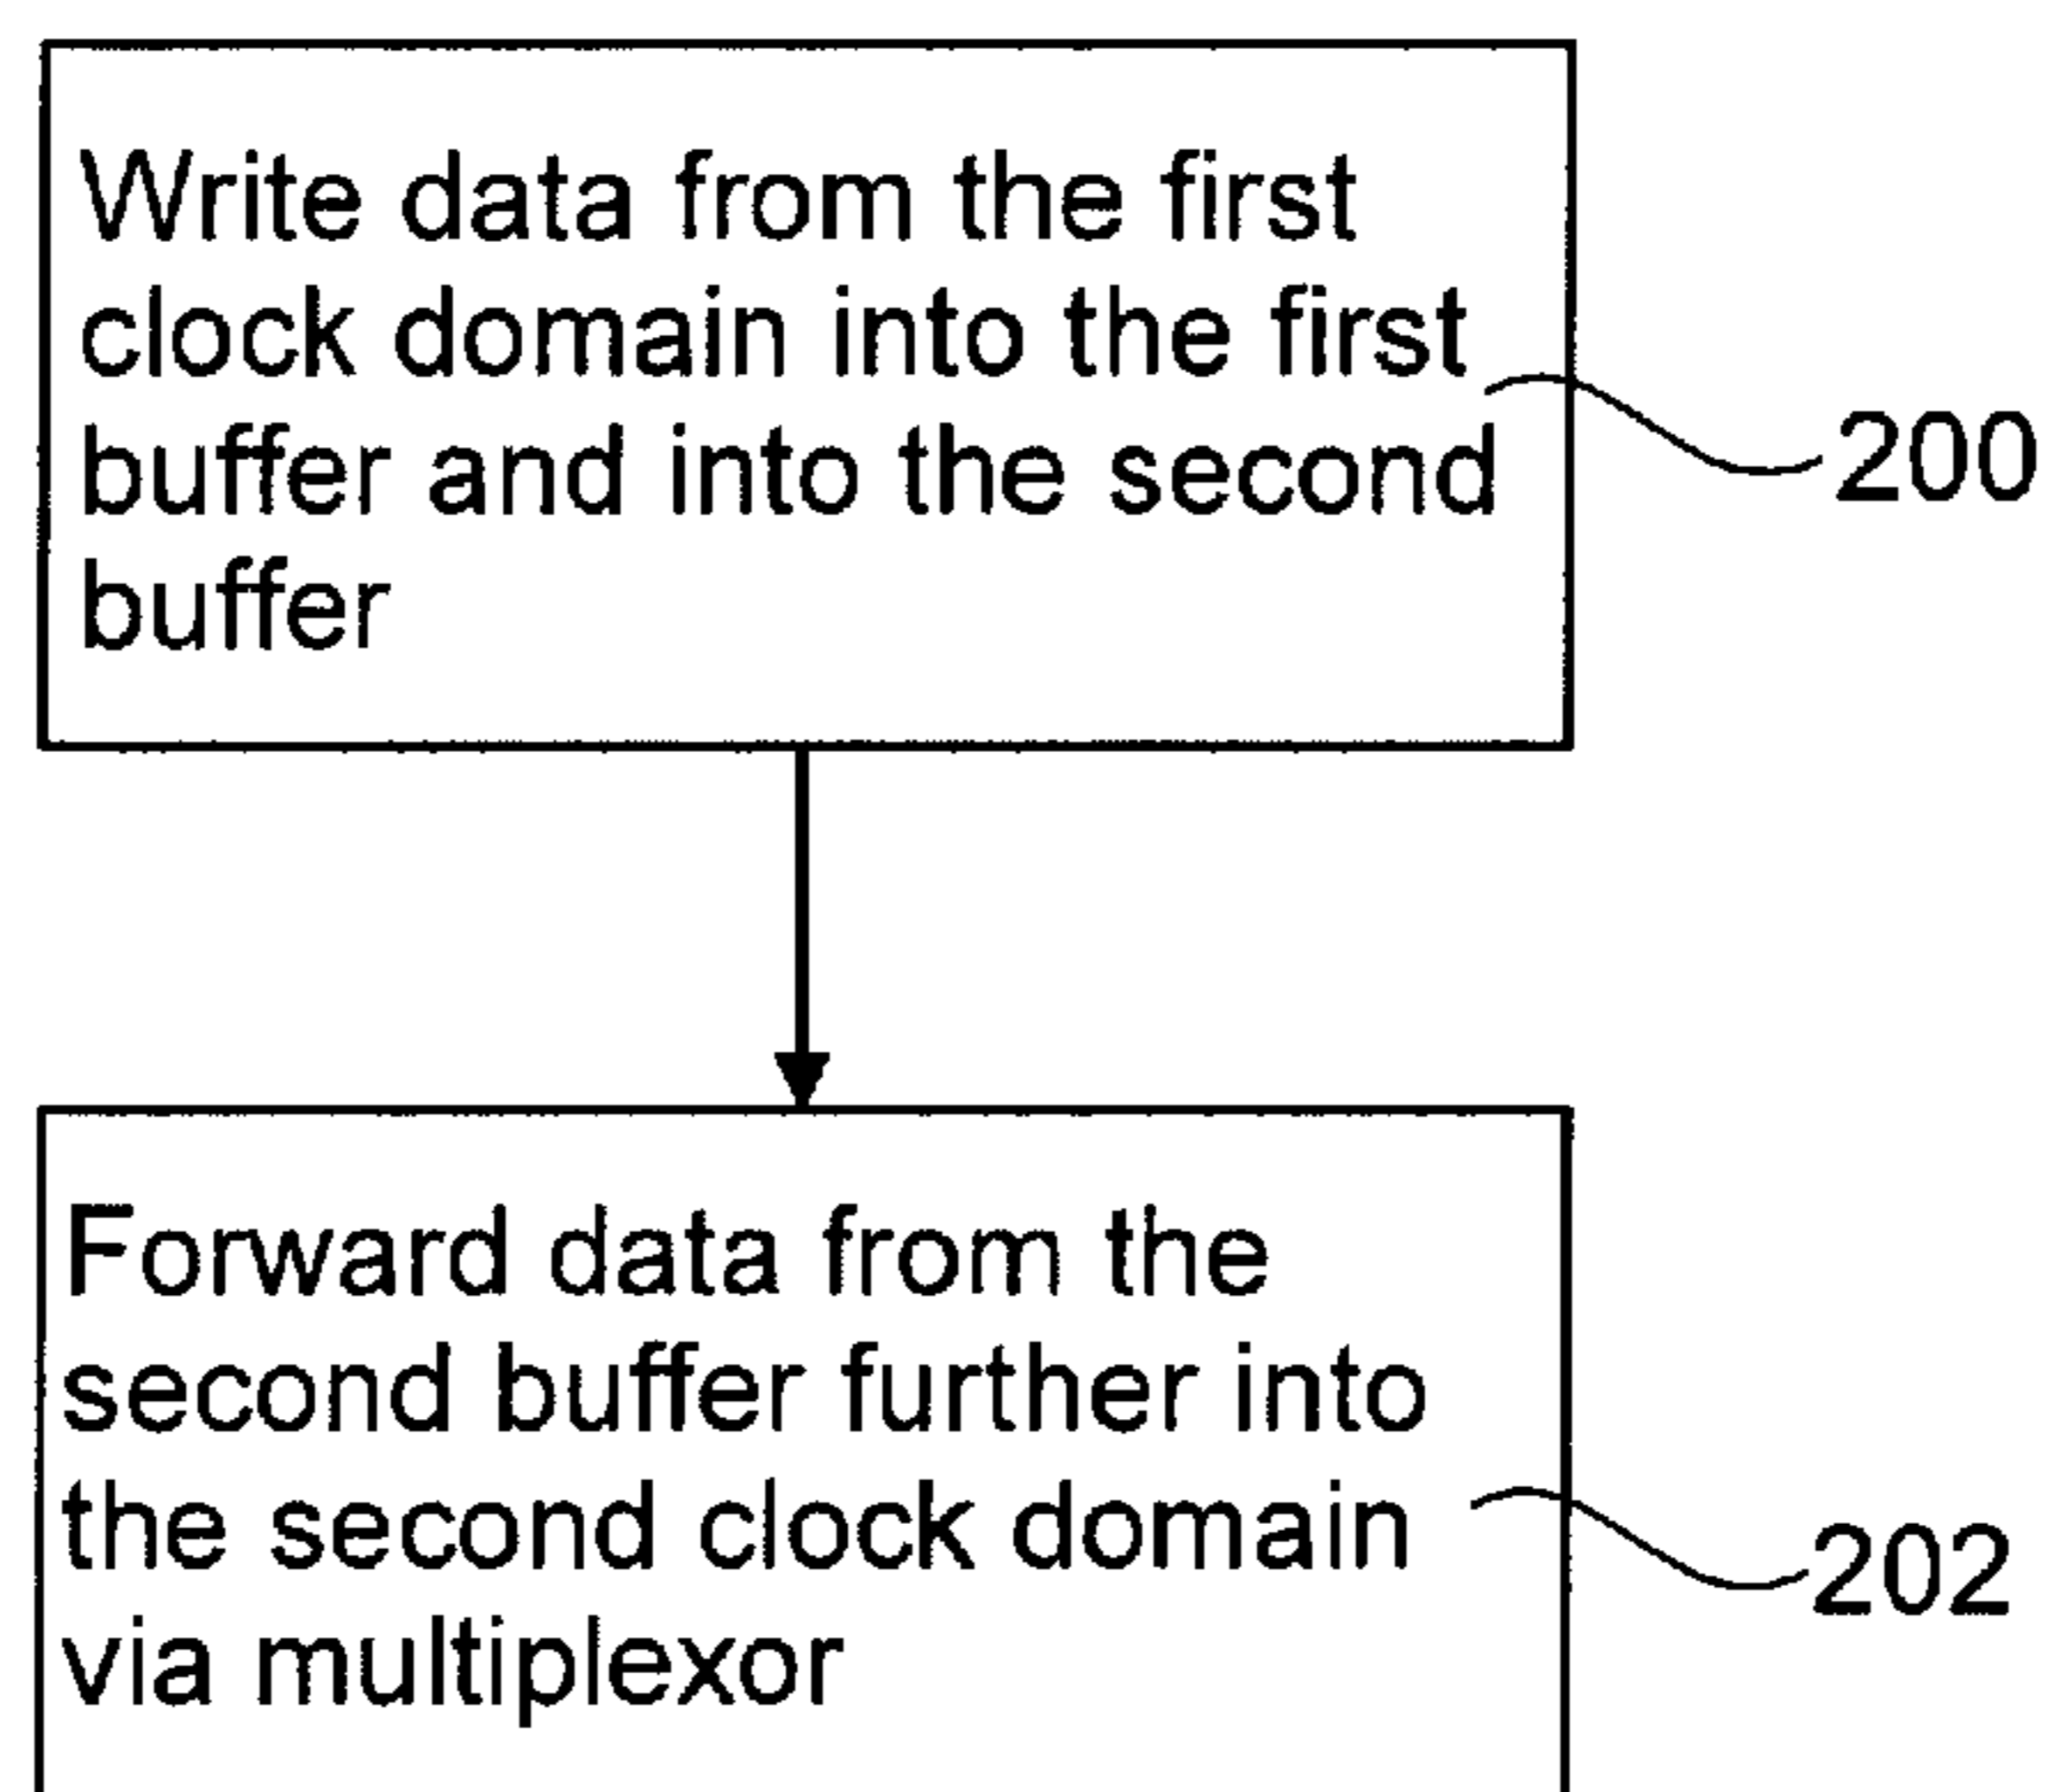 Write data from the first
clock domain into the first
buffer and into the second
buffer
200
Forward data from the
second buffer further into
the second clock domain
via multiplexor
202